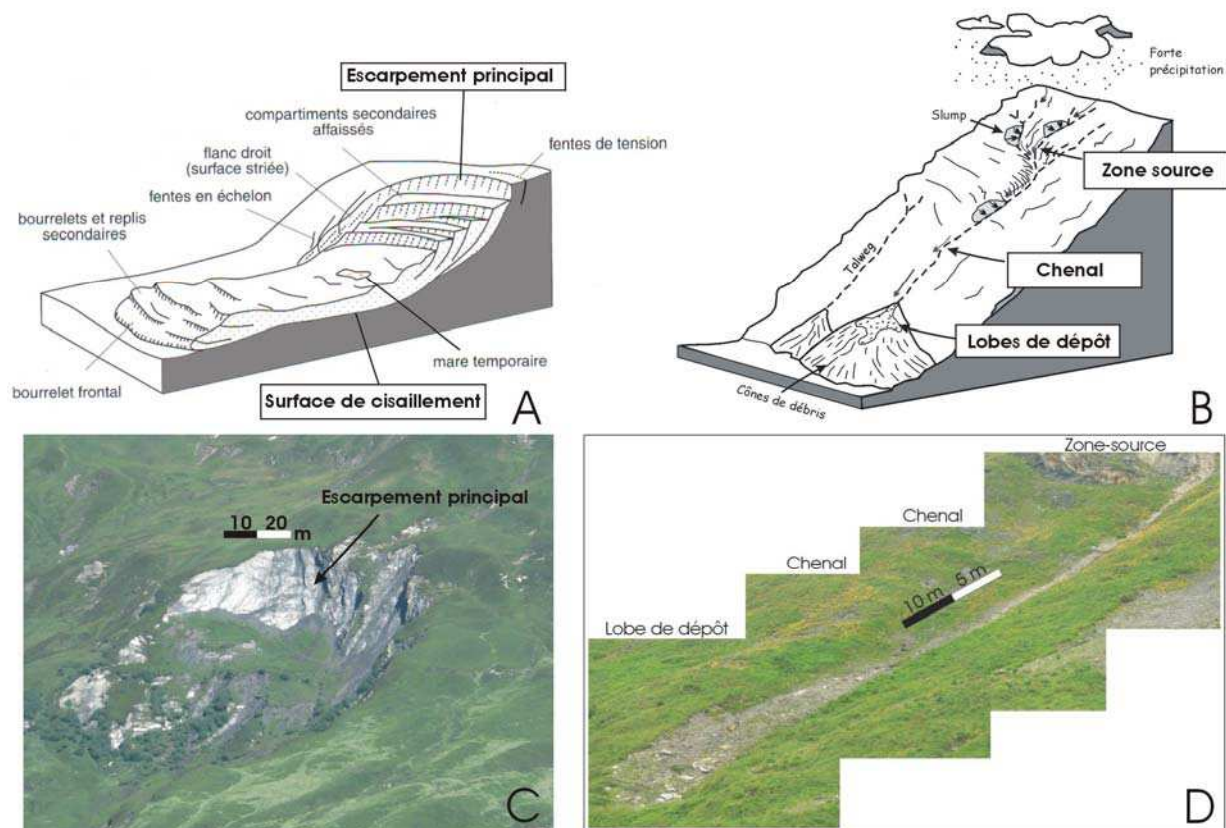 Escarpement principal
compartiments secondaires
affaissés
flanc droit
(surface striée)
fentes de tension
fentes en échelon
bourrelets et replis
secondaires
mare temporaire
bourrelet frontal
Surface de cisaillement
A
Forte
précipitation
Slump
Zone source
Talweg
Chenal
Lobes de dépôt
Cônes de débris
B
Escarpement principal
10 20 m
C
Zone-source
Chenal
Chenal
10 m 5 m
Lobe de dépôt
D